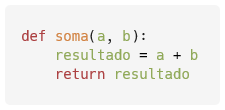 def soma(a, b):
    resultado = a + b
    return resultado